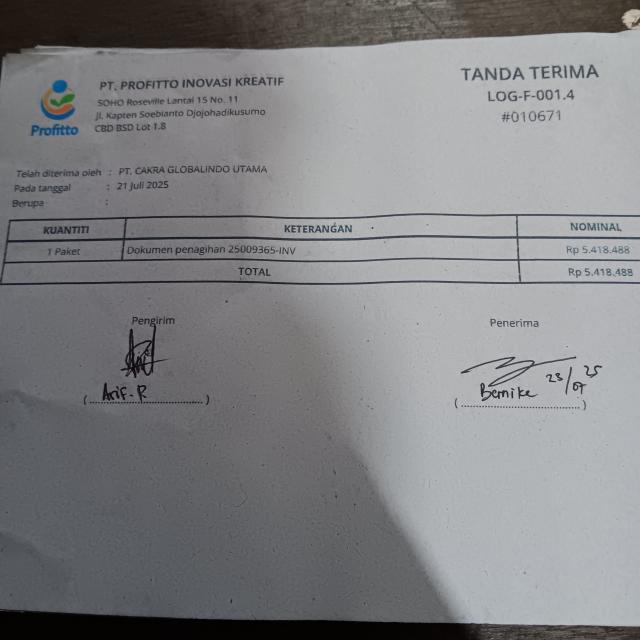 Profitto
PT. PROFITTO INOVASI KREATIF
SOHO Roseville Lantai 15 No. 11
Jl. Kapten Soebianto Djojohadikusumo
CBD BSD Lot 1.8
TANDA TERIMA
LOG-F-001.4
#010671
Telah diterima oleh : PT. CAKRA GLOBALINDO UTAMA
Pada tanggal : 21 Juli 2025
Berupa :
KUANTITI KETERANGAN NOMINAL
1 Paket Dokumen penagihan 25009365-INV Rp 5.418.488
TOTAL Rp 5.418.488
Pengirim Penerima
Arif. R
Bernike 23/07 25